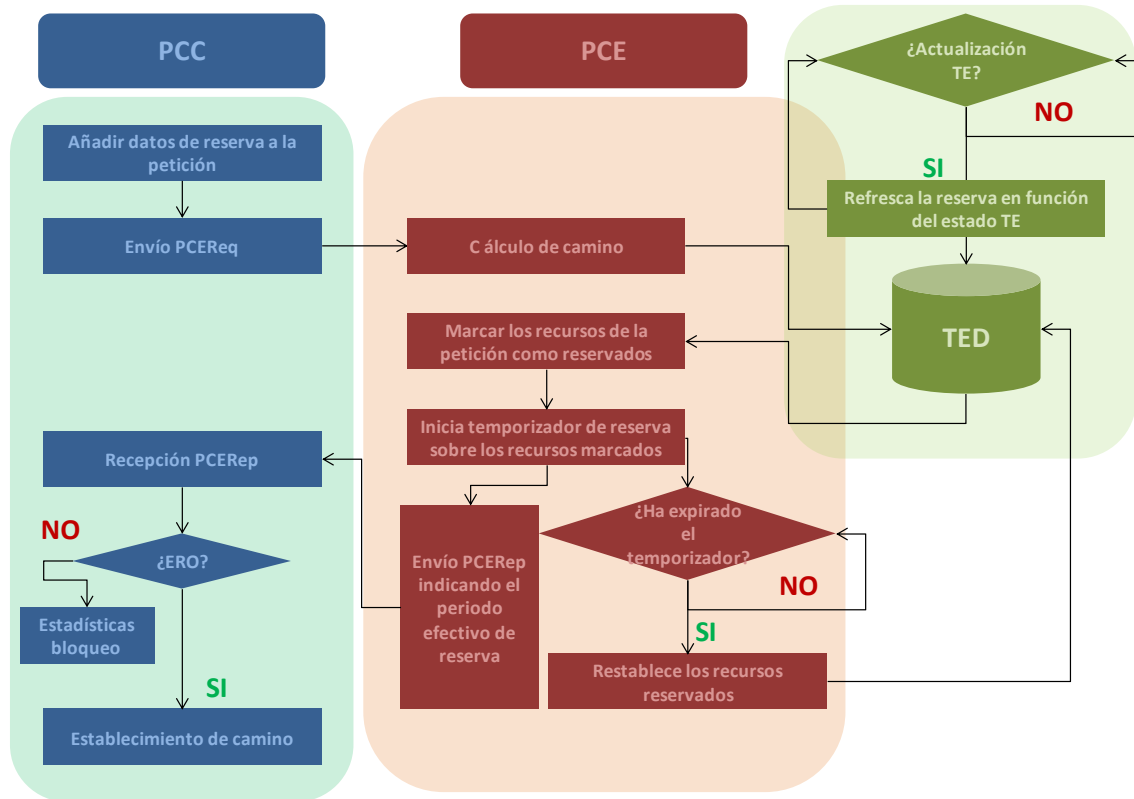 PCC
PCE
¿Actualización
TE?
NO
SI
Refresca la reserva en función
del estado TE
TED
Añadir datos de reserva a la
petición
Envío PCEReq
C álculo de camino
Marcar los recursos de la
petición como reservados
Inicia temporizador de reserva
sobre los recursos marcados
Recepción PCERep
¿Ha expirado
el
temporizador?
NO
SI
Envío PCERep
indicando el
periodo
efectivo de
reserva
Restablece los recursos
reservados
NO
¿ERO?
Estadísticas
bloqueo
SI
Establecimiento de camino